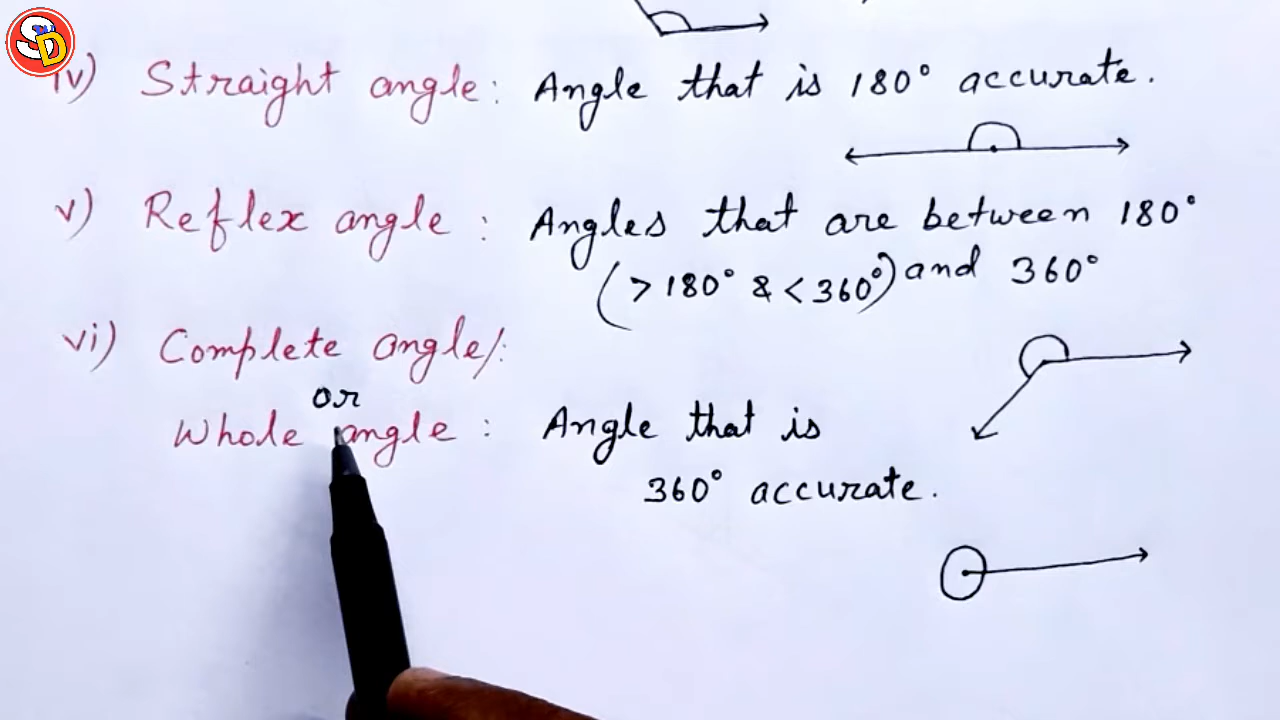 SD
iv) Straight angle: Angle that is 180° accurate.
v) Reflex angle: Angles that are between 180°
(>180° & <360°) and 360°
vi) Complete angle/:
or
Whole angle: Angle that is
360° accurate.